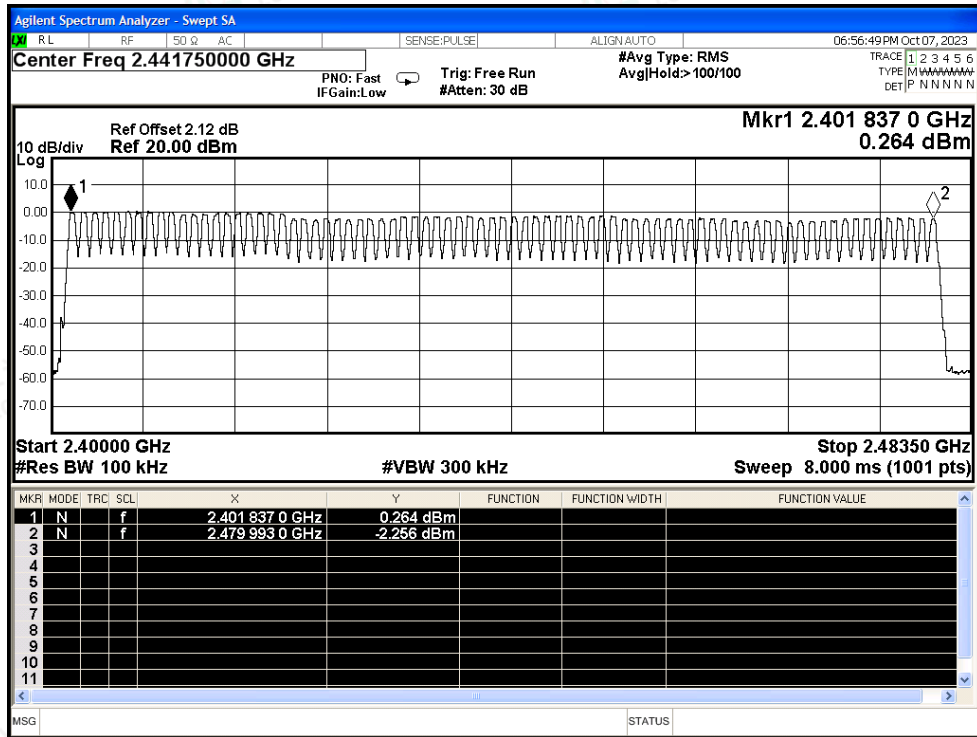 Agilent Spectrum Analyzer - Swept SA
LXI RL RF 50 Ω AC SENSE:PULSE ALIGN AUTO 06:56:49 PM Oct 07, 2023
Center Freq 2.441750000 GHz
PNO: Fast
IFGain:Low
Trig: Free Run
#Atten: 30 dB
#Avg Type: RMS
Avg|Hold:>100/100
TRACE 1 2 3 4 5 6
TYPE M
DET P N N N N N
Ref Offset 2.12 dB
10 dB/div Ref 20.00 dBm
Log
Mkr1 2.401 837 0 GHz
0.264 dBm
10.0
0.00
-10.0
-20.0
-30.0
-40.0
-50.0
-60.0
-70.0
1
2
Start 2.40000 GHz Stop 2.48350 GHz
#Res BW 100 kHz #VBW 300 kHz Sweep 8.000 ms (1001 pts)
MKR MODE TRC SCL X Y FUNCTION FUNCTION WIDTH FUNCTION VALUE
1 N f 2.401 837 0 GHz 0.264 dBm
2 N f 2.479 993 0 GHz -2.256 dBm
3
4
5
6
7
8
9
10
11
MSG STATUS